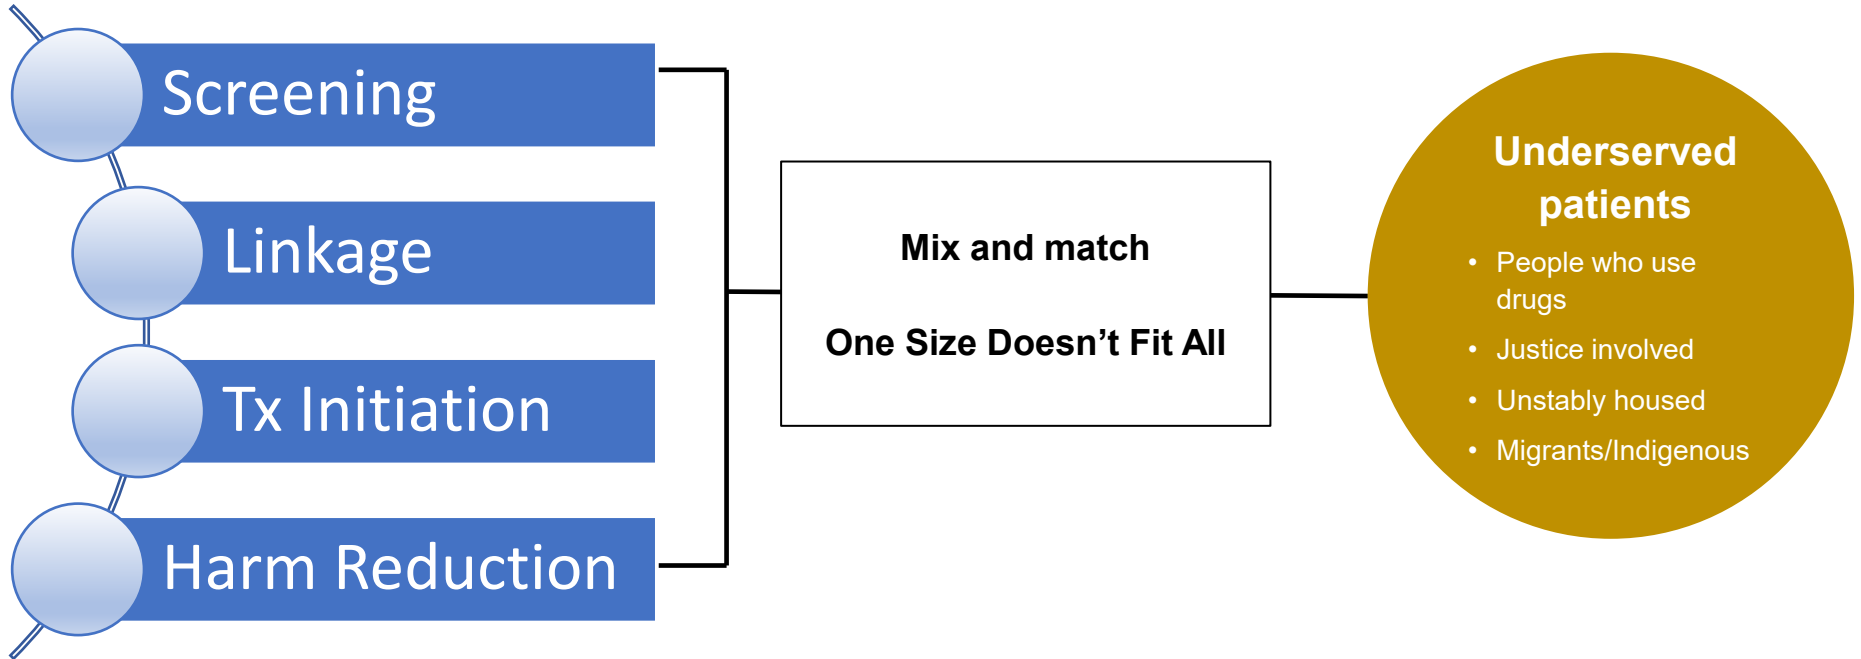 Screening
Linkage
Tx Initiation
Harm Reduction
Mix and match
One Size Doesn’t Fit All
Underserved
patients
• People who use
drugs
• Justice involved
• Unstably housed
• Migrants/Indigenous